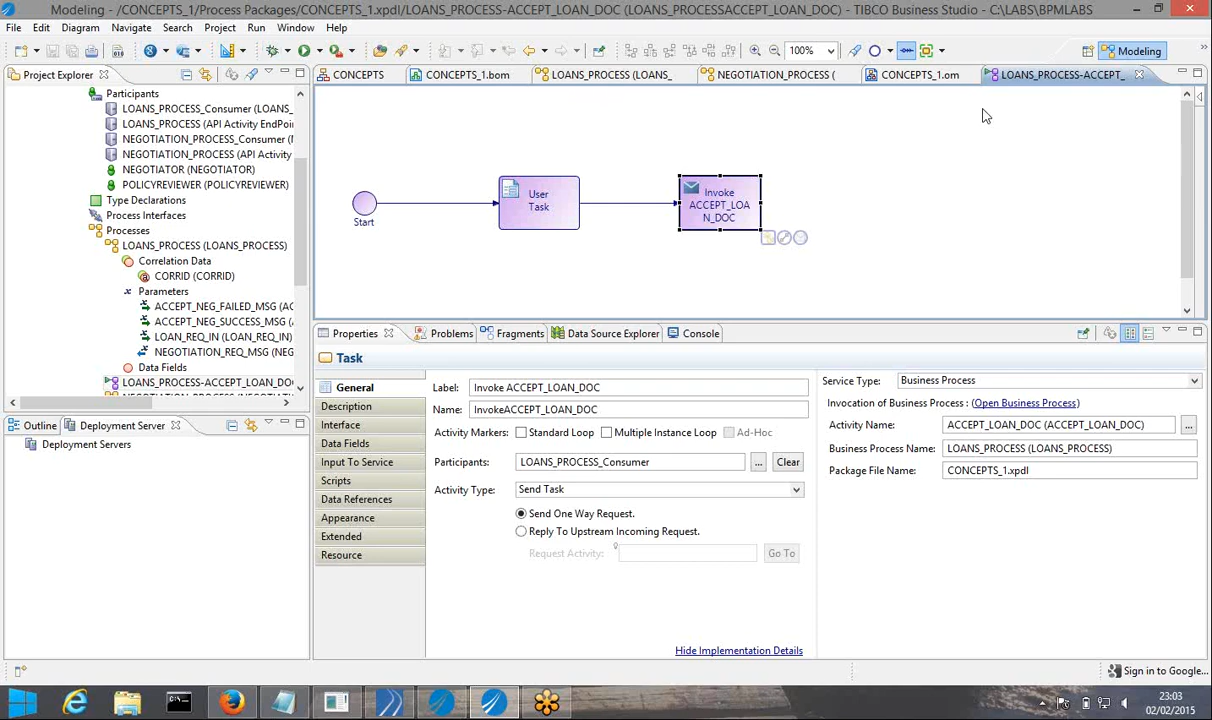 Modeling - /CONCEPTS_1/Process Packages/CONCEPTS_1.xpdl/LOANS_PROCESS-ACCEPT_LOAN_DOC (LOANS_PROCESSACCEPT_LOAN_DOC) - TIBCO Business Studio - C:\LABS\BPMLABS
File Edit Diagram Navigate Search Project Run Window Help
100%
Modeling
Project Explorer
CONCEPTS
CONCEPTS_1.bom
LOANS_PROCESS (LOANS_
NEGOTIATION_PROCESS (
CONCEPTS_1.om
LOANS_PROCESS-ACCEPT_
Participants
LOANS_PROCESS_Consumer (LOANS_
LOANS_PROCESS (API Activity EndPoin
NEGOTIATION_PROCESS_Consumer (N
NEGOTIATION_PROCESS (API Activity
NEGOTIATOR (NEGOTIATOR)
POLICYREVIEWER (POLICYREVIEWER)
Type Declarations
Process Interfaces
Processes
LOANS_PROCESS (LOANS_PROCESS)
Correlation Data
CORRID (CORRID)
Parameters
ACCEPT_NEG_FAILED_MSG (AC
ACCEPT_NEG_SUCCESS_MSG (A
LOAN_REQ_IN (LOAN_REQ_IN)
NEGOTIATION_REQ_MSG (NEG
Data Fields
LOANS_PROCESS-ACCEPT_LOAN_DO
Start
User
Task
Invoke
ACCEPT_LOA
N_DOC
Outline
Deployment Server
Deployment Servers
Properties
Problems
Fragments
Data Source Explorer
Console
Task
General
Description
Interface
Data Fields
Input To Service
Scripts
Data References
Appearance
Extended
Resource
Label: Invoke ACCEPT_LOAN_DOC
Name: InvokeACCEPT_LOAN_DOC
Activity Markers: Standard Loop Multiple Instance Loop Ad-Hoc
Participants: LOANS_PROCESS_Consumer ... Clear
Activity Type: Send Task
Send One Way Request.
Reply To Upstream Incoming Request.
Request Activity: Go To
Hide Implementation Details
Service Type: Business Process
Invocation of Business Process : (Open Business Process)
Activity Name: ACCEPT_LOAN_DOC (ACCEPT_LOAN_DOC) ...
Business Process Name: LOANS_PROCESS (LOANS_PROCESS)
Package File Name: CONCEPTS_1.xpdl
Sign in to Google...
23:03
02/02/2015